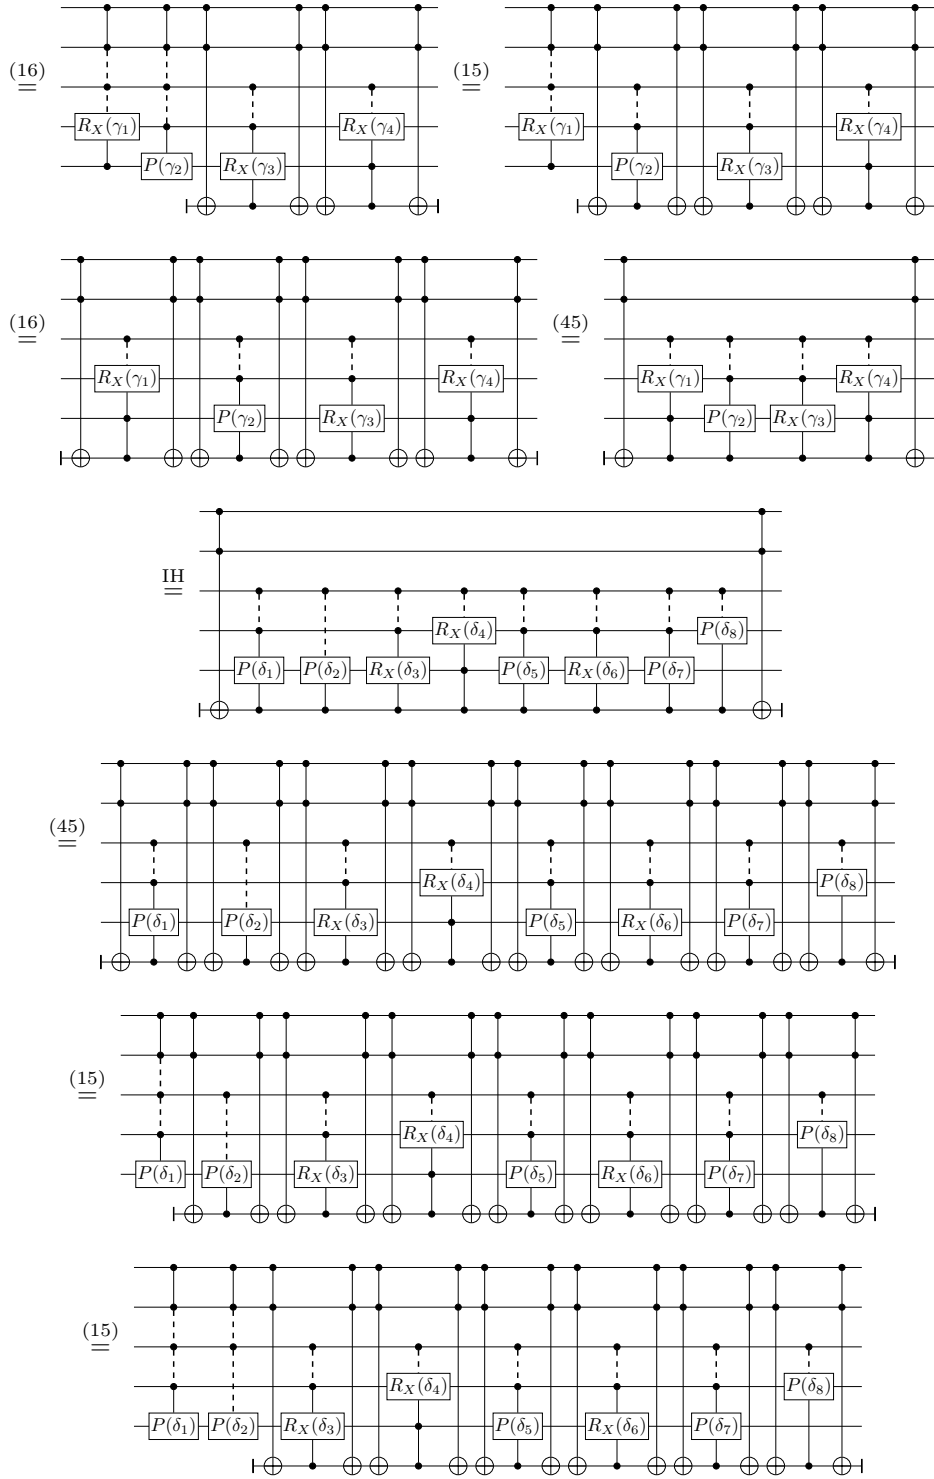 (16) = R_X(γ_1) P(γ_2) R_X(γ_3) R_X(γ_4) (15) = R_X(γ_1) P(γ_2) R_X(γ_3) R_X(γ_4)
(16) = R_X(γ_1) P(γ_2) R_X(γ_3) R_X(γ_4) (45) = R_X(γ_1) P(γ_2) R_X(γ_3) R_X(γ_4)
IH = P(δ_1) P(δ_2) R_X(δ_3) R_X(δ_4) P(δ_5) R_X(δ_6) P(δ_7) P(δ_8)
(45) = P(δ_1) P(δ_2) R_X(δ_3) R_X(δ_4) P(δ_5) R_X(δ_6) P(δ_7) P(δ_8)
(15) = P(δ_1) P(δ_2) R_X(δ_3) R_X(δ_4) P(δ_5) R_X(δ_6) P(δ_7) P(δ_8)
(15) = P(δ_1) P(δ_2) R_X(δ_3) R_X(δ_4) P(δ_5) R_X(δ_6) P(δ_7) P(δ_8)